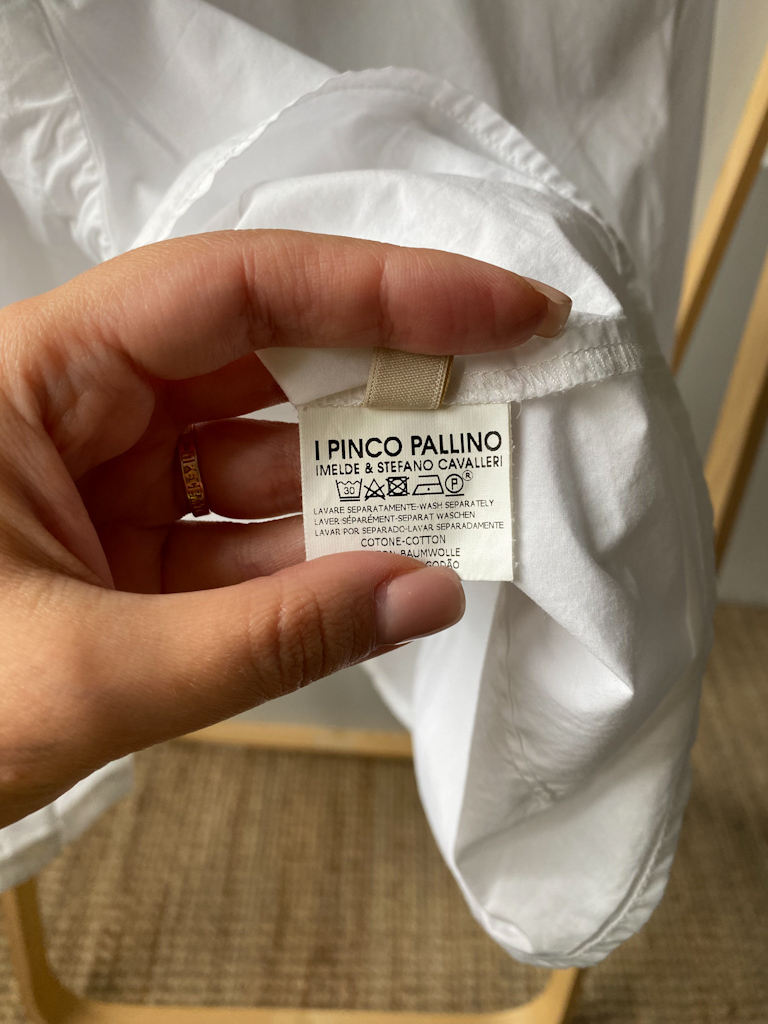 I PINCO PALLINO
IMELDE & STEFANO CAVALLERI
30 P ®
LAVARE SEPARATAMENTE-WASH SEPARATELY
LAVER SÉPARÉMENT-SEPARAT WASCHEN
LAVAR POR SEPARADO-LAVAR SEPARADAMENTE
COTONE-COTTON
BAUMWOLLE